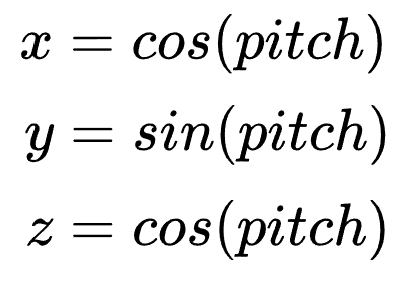 x = cos(pitch)
y = sin(pitch)
z = cos(pitch)